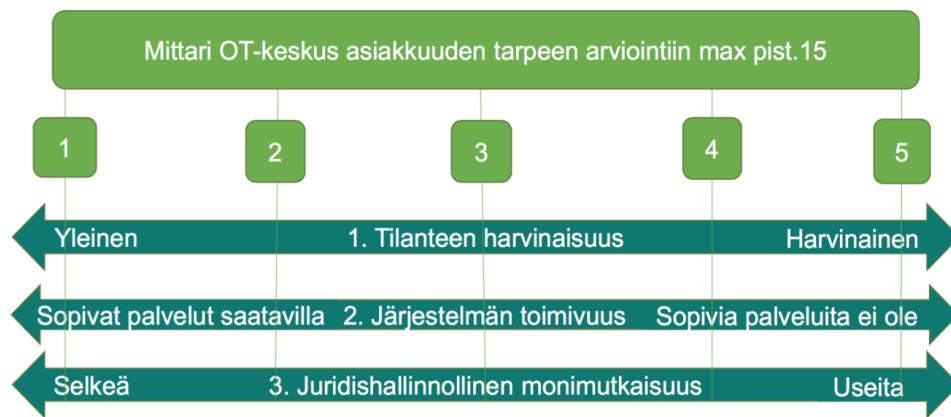 Mittari OT-keskus asiakkuuden tarpeen arviointiin max pist.15
1 2 3 4 5
Yleinen 1. Tilanteen harvinaisuus Harvinainen
Sopivat palvelut saatavilla 2. Järjestelmän toimivuus Sopivia palveluita ei ole
Selkeä 3. Juridishallinnollinen monimutkaisuus Useita